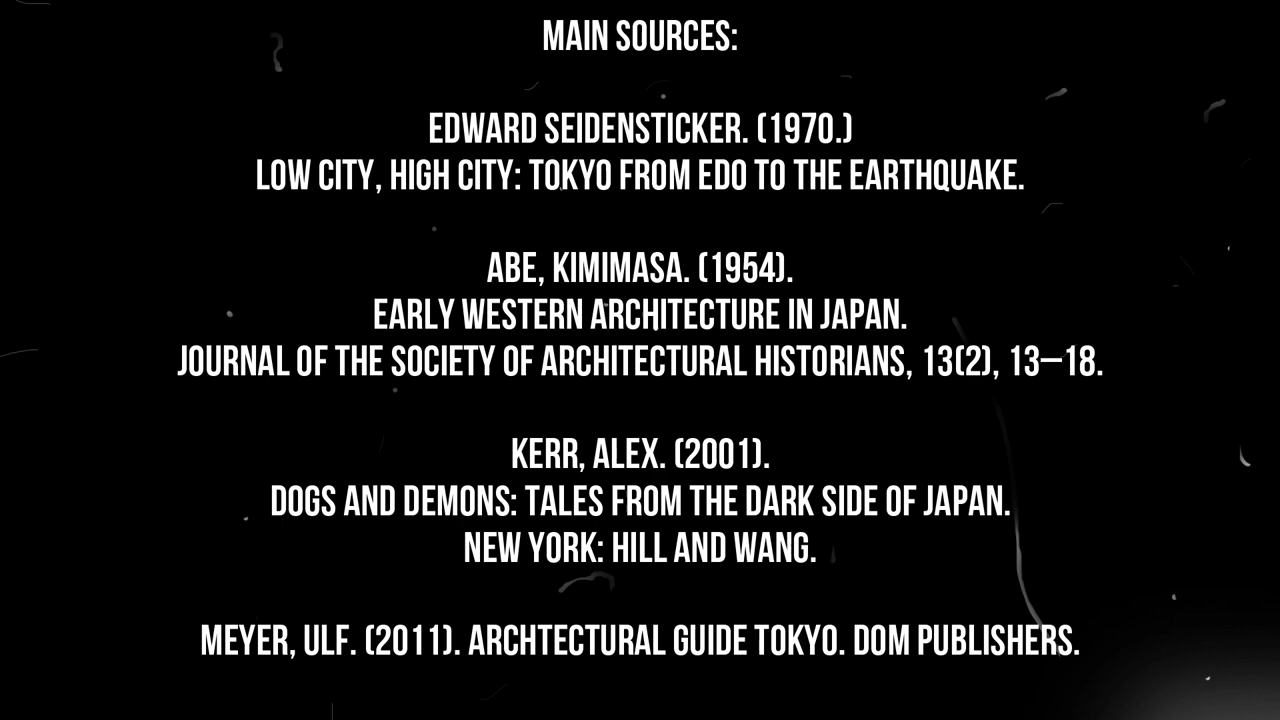 MAIN SOURCES:
EDWARD SEIDENSTICKER. (1970.)
LOW CITY, HIGH CITY: TOKYO FROM EDO TO THE EARTHQUAKE.
ABE, KIMIMASA. (1954).
EARLY WESTERN ARCHITECTURE IN JAPAN.
JOURNAL OF THE SOCIETY OF ARCHITECTURAL HISTORIANS, 13(2), 13–18.
KERR, ALEX. (2001).
DOGS AND DEMONS: TALES FROM THE DARK SIDE OF JAPAN.
NEW YORK: HILL AND WANG.
MEYER, ULF. (2011). ARCHTECTURAL GUIDE TOKYO. DOM PUBLISHERS.